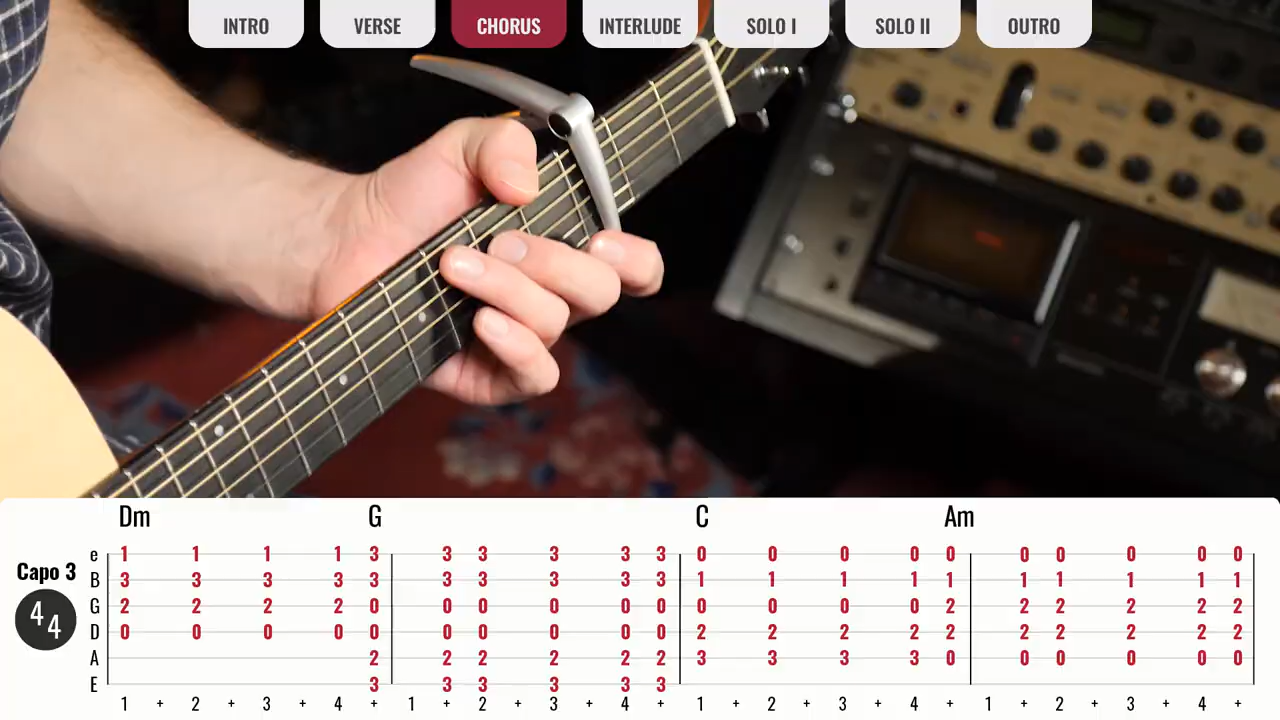 INTRO VERSE CHORUS INTERLUDE SOLO I SOLO II OUTRO
Dm G C Am
Capo 3
4 4
e 1 1 1 1 3 3 3 3 3 3 0 0 0 0 0 0 0 0 0 0
B 3 3 3 3 3 3 3 3 3 3 1 1 1 1 1 1 1 1 1 1
G 2 2 2 2 0 0 0 0 0 0 0 0 0 0 2 2 2 2 2 2
D 0 0 0 0 0 0 0 0 0 0 2 2 2 2 2 2 2 2 2 2
A 2 2 2 2 2 2 3 3 3 3 0 0 0 0 0 0
E 3 3 3 3 3 3
1 + 2 + 3 + 4 + 1 + 2 + 3 + 4 + 1 + 2 + 3 + 4 + 1 + 2 + 3 + 4 +